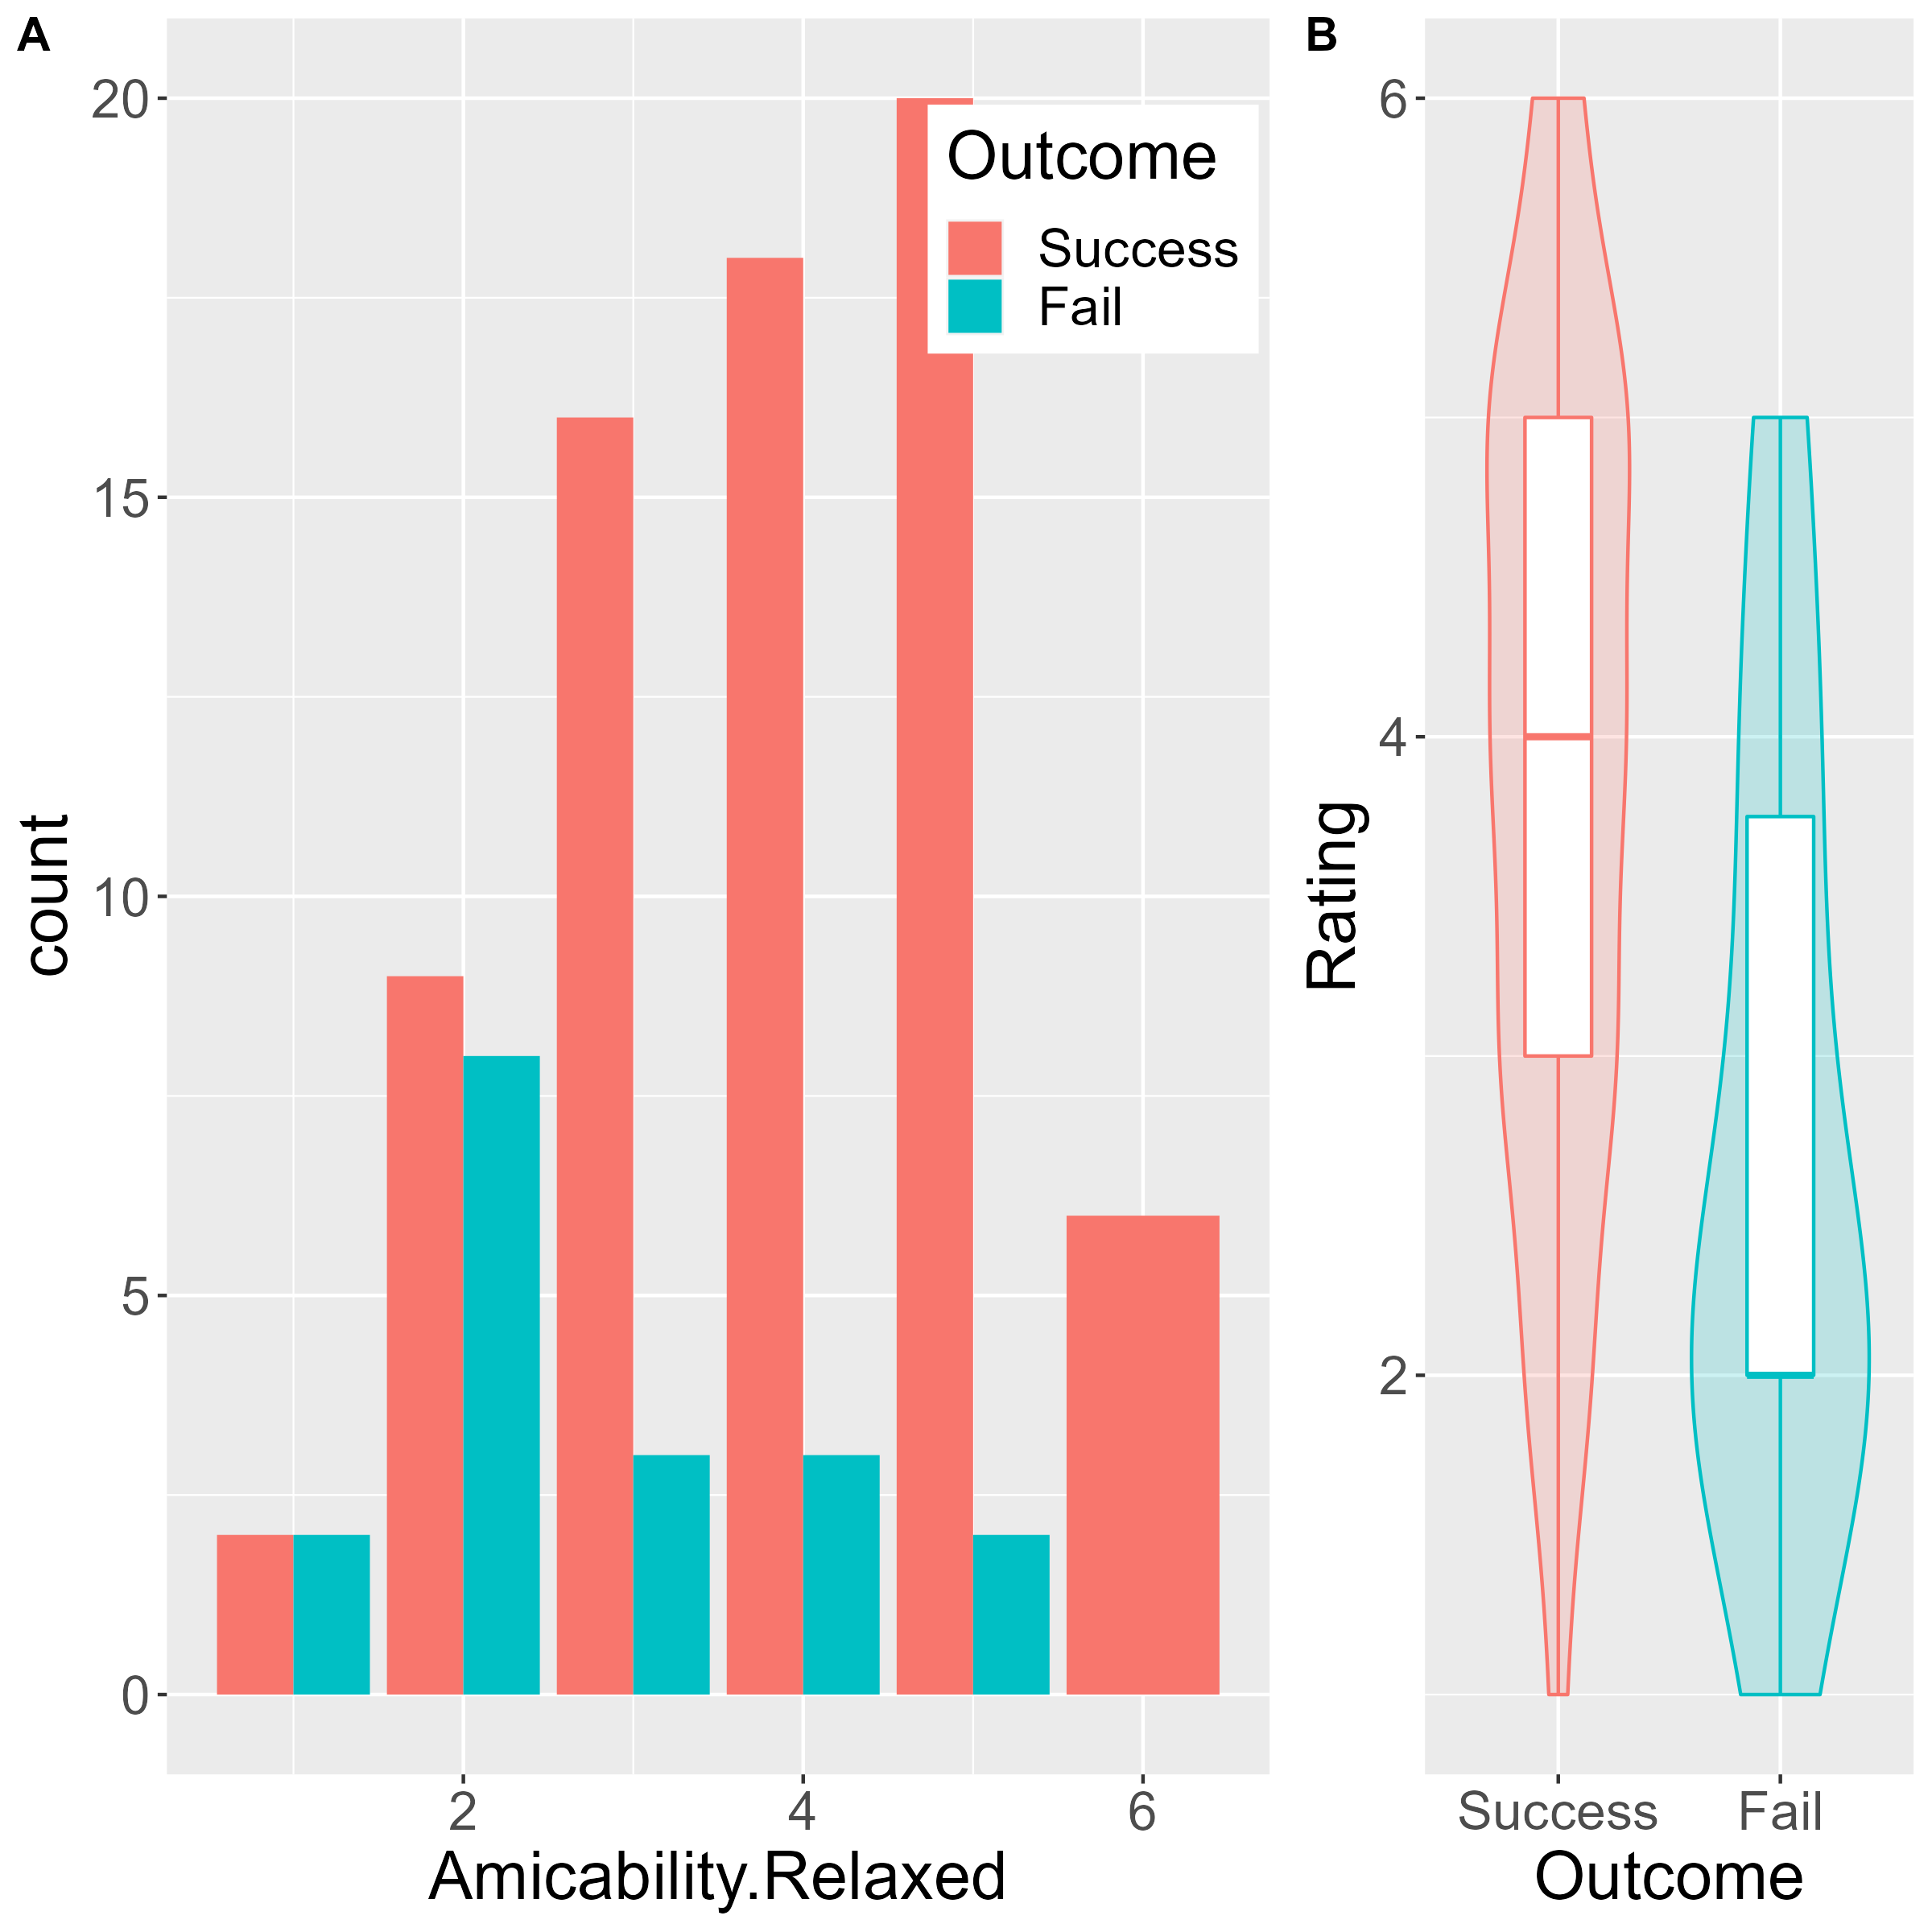 A
20
15
10
5
0
count
2
4
6
Amicability.Relaxed
Outcome
Success
Fail
B
6
4
2
Rating
Success
Fail
Outcome